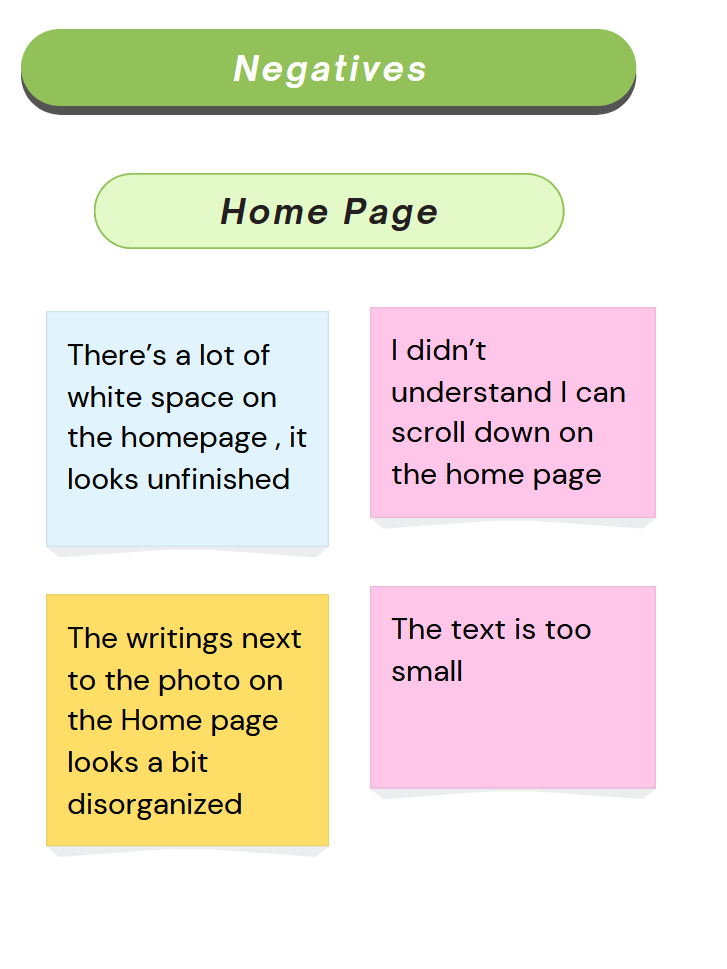 Negatives
Home Page
There’s a lot of
white space on
the homepage , it
looks unfinished
I didn’t
understand I can
scroll down on
the home page
The writings next
to the photo on
the Home page
looks a bit
disorganized
The text is too
small